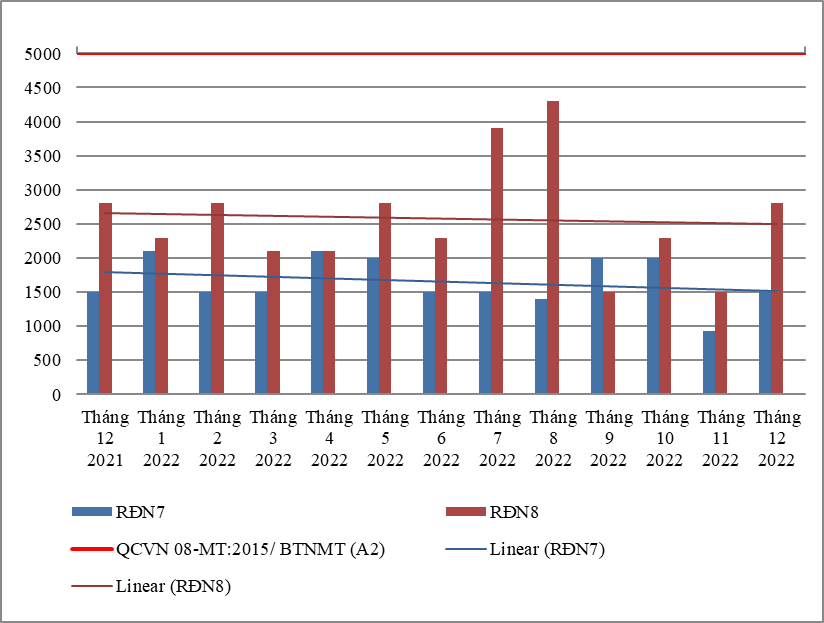 5000
4500
4000
3500
3000
2500
2000
1500
1000
500
0
Tháng Tháng Tháng Tháng Tháng Tháng Tháng Tháng Tháng Tháng Tháng Tháng Tháng
12 1 2 3 4 5 6 7 8 9 10 11 12
2021 2022 2022 2022 2022 2022 2022 2022 2022 2022 2022 2022 2022
RĐN7 RĐN8
QCVN 08-MT:2015/ BTNMT (A2) Linear (RĐN7)
Linear (RĐN8)